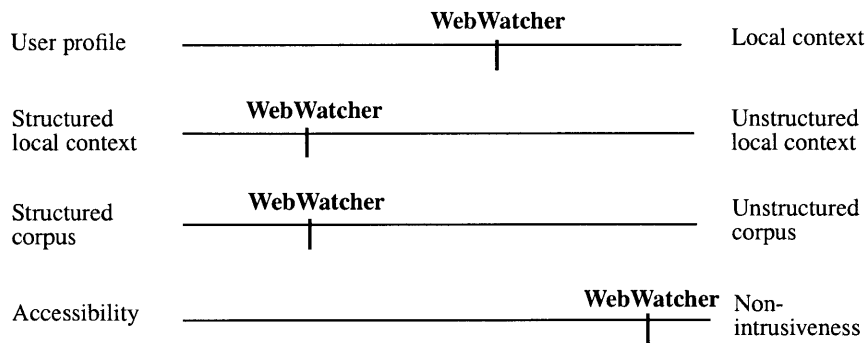 WebWatcher
User profile
Local context
WebWatcher
Structured
local context
Unstructured
local context
WebWatcher
Structured
corpus
Unstructured
corpus
WebWatcher
Accessibility
Non-
intrusiveness